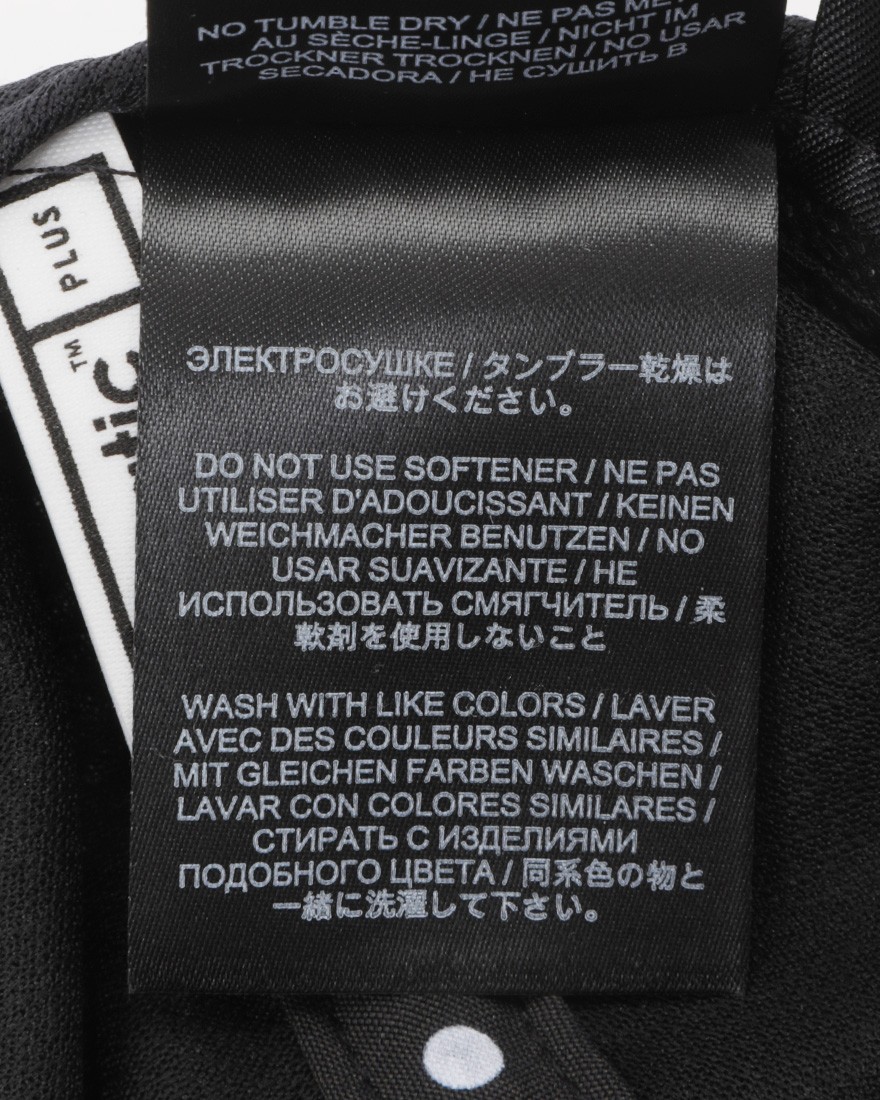 NO TUMBLE DRY / NE PAS
AU SÈCHE-LINGE / NICHT IM
TROCKNER TROCKNEN / NO USAR
SECADORA / НЕ СУШИТЬ В
PLUS
TM
ЭЛЕКТРОСУШКЕ / タンブラー乾燥は
お避けください。
DO NOT USE SOFTENER / NE PAS
UTILISER D'ADOUCISSANT / KEINEN
WEICHMACHER BENUTZEN / NO
USAR SUAVIZANTE / НЕ
ИСПОЛЬЗОВАТЬ СМЯГЧИТЕЛЬ / 柔
軟剤を使用しないこと
WASH WITH LIKE COLORS / LAVER
AVEC DES COULEURS SIMILAIRES /
MIT GLEICHEN FARBEN WASCHEN /
LAVAR CON COLORES SIMILARES /
СТИРАТЬ С ИЗДЕЛИЯМИ
ПОДОБНОГО ЦВЕТА / 同系色の物と
一緒に洗濯して下さい。